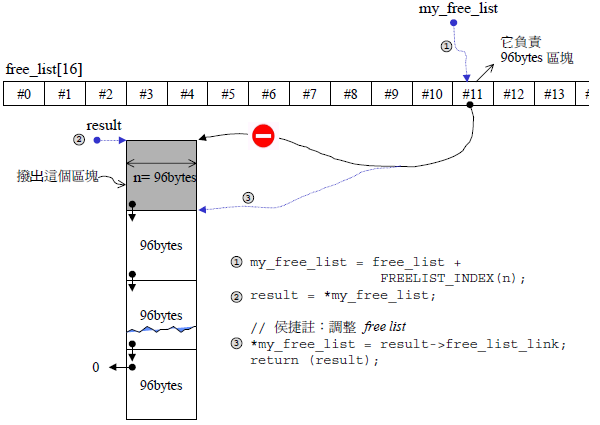 my_free_list
①
它負責
96bytes 區塊
free_list[16]
#0 #1 #2 #3 #4 #5 #6 #7 #8 #9 #10 #11 #12 #13 #
result
②
撥出這個區塊
n= 96bytes
③
96bytes
96bytes
0
96bytes
① my_free_list = free_list +
FREELIST_INDEX(n);
② result = *my_free_list;
// 侯捷註：調整 free list
③ *my_free_list = result->free_list_link;
return (result);